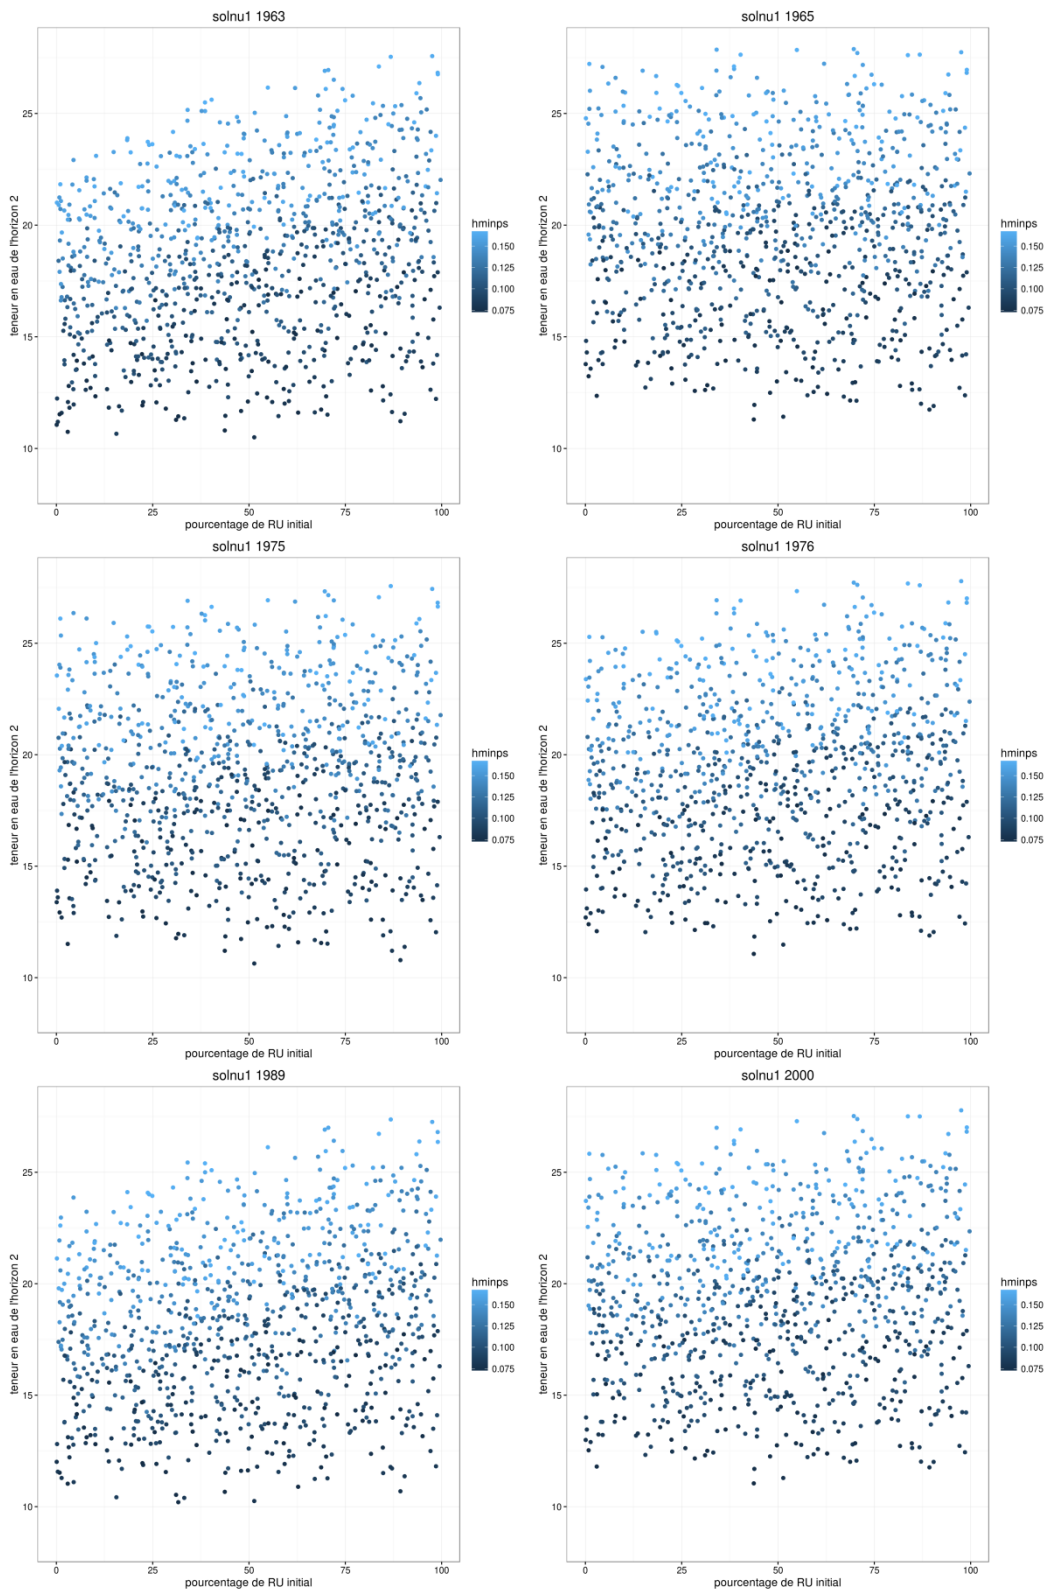 solnu1 1963
teneur en eau de l'horizon 2
25
20
15
10
0 25 50 75 100
pourcentage de RU initial
hminps
0.150
0.125
0.100
0.075
solnu1 1965
teneur en eau de l'horizon 2
25
20
15
10
0 25 50 75 100
pourcentage de RU initial
hminps
0.150
0.125
0.100
0.075
solnu1 1975
teneur en eau de l'horizon 2
25
20
15
10
0 25 50 75 100
pourcentage de RU initial
hminps
0.150
0.125
0.100
0.075
solnu1 1976
teneur en eau de l'horizon 2
25
20
15
10
0 25 50 75 100
pourcentage de RU initial
hminps
0.150
0.125
0.100
0.075
solnu1 1989
teneur en eau de l'horizon 2
25
20
15
10
0 25 50 75 100
pourcentage de RU initial
hminps
0.150
0.125
0.100
0.075
solnu1 2000
teneur en eau de l'horizon 2
25
20
15
10
0 25 50 75 100
pourcentage de RU initial
hminps
0.150
0.125
0.100
0.075